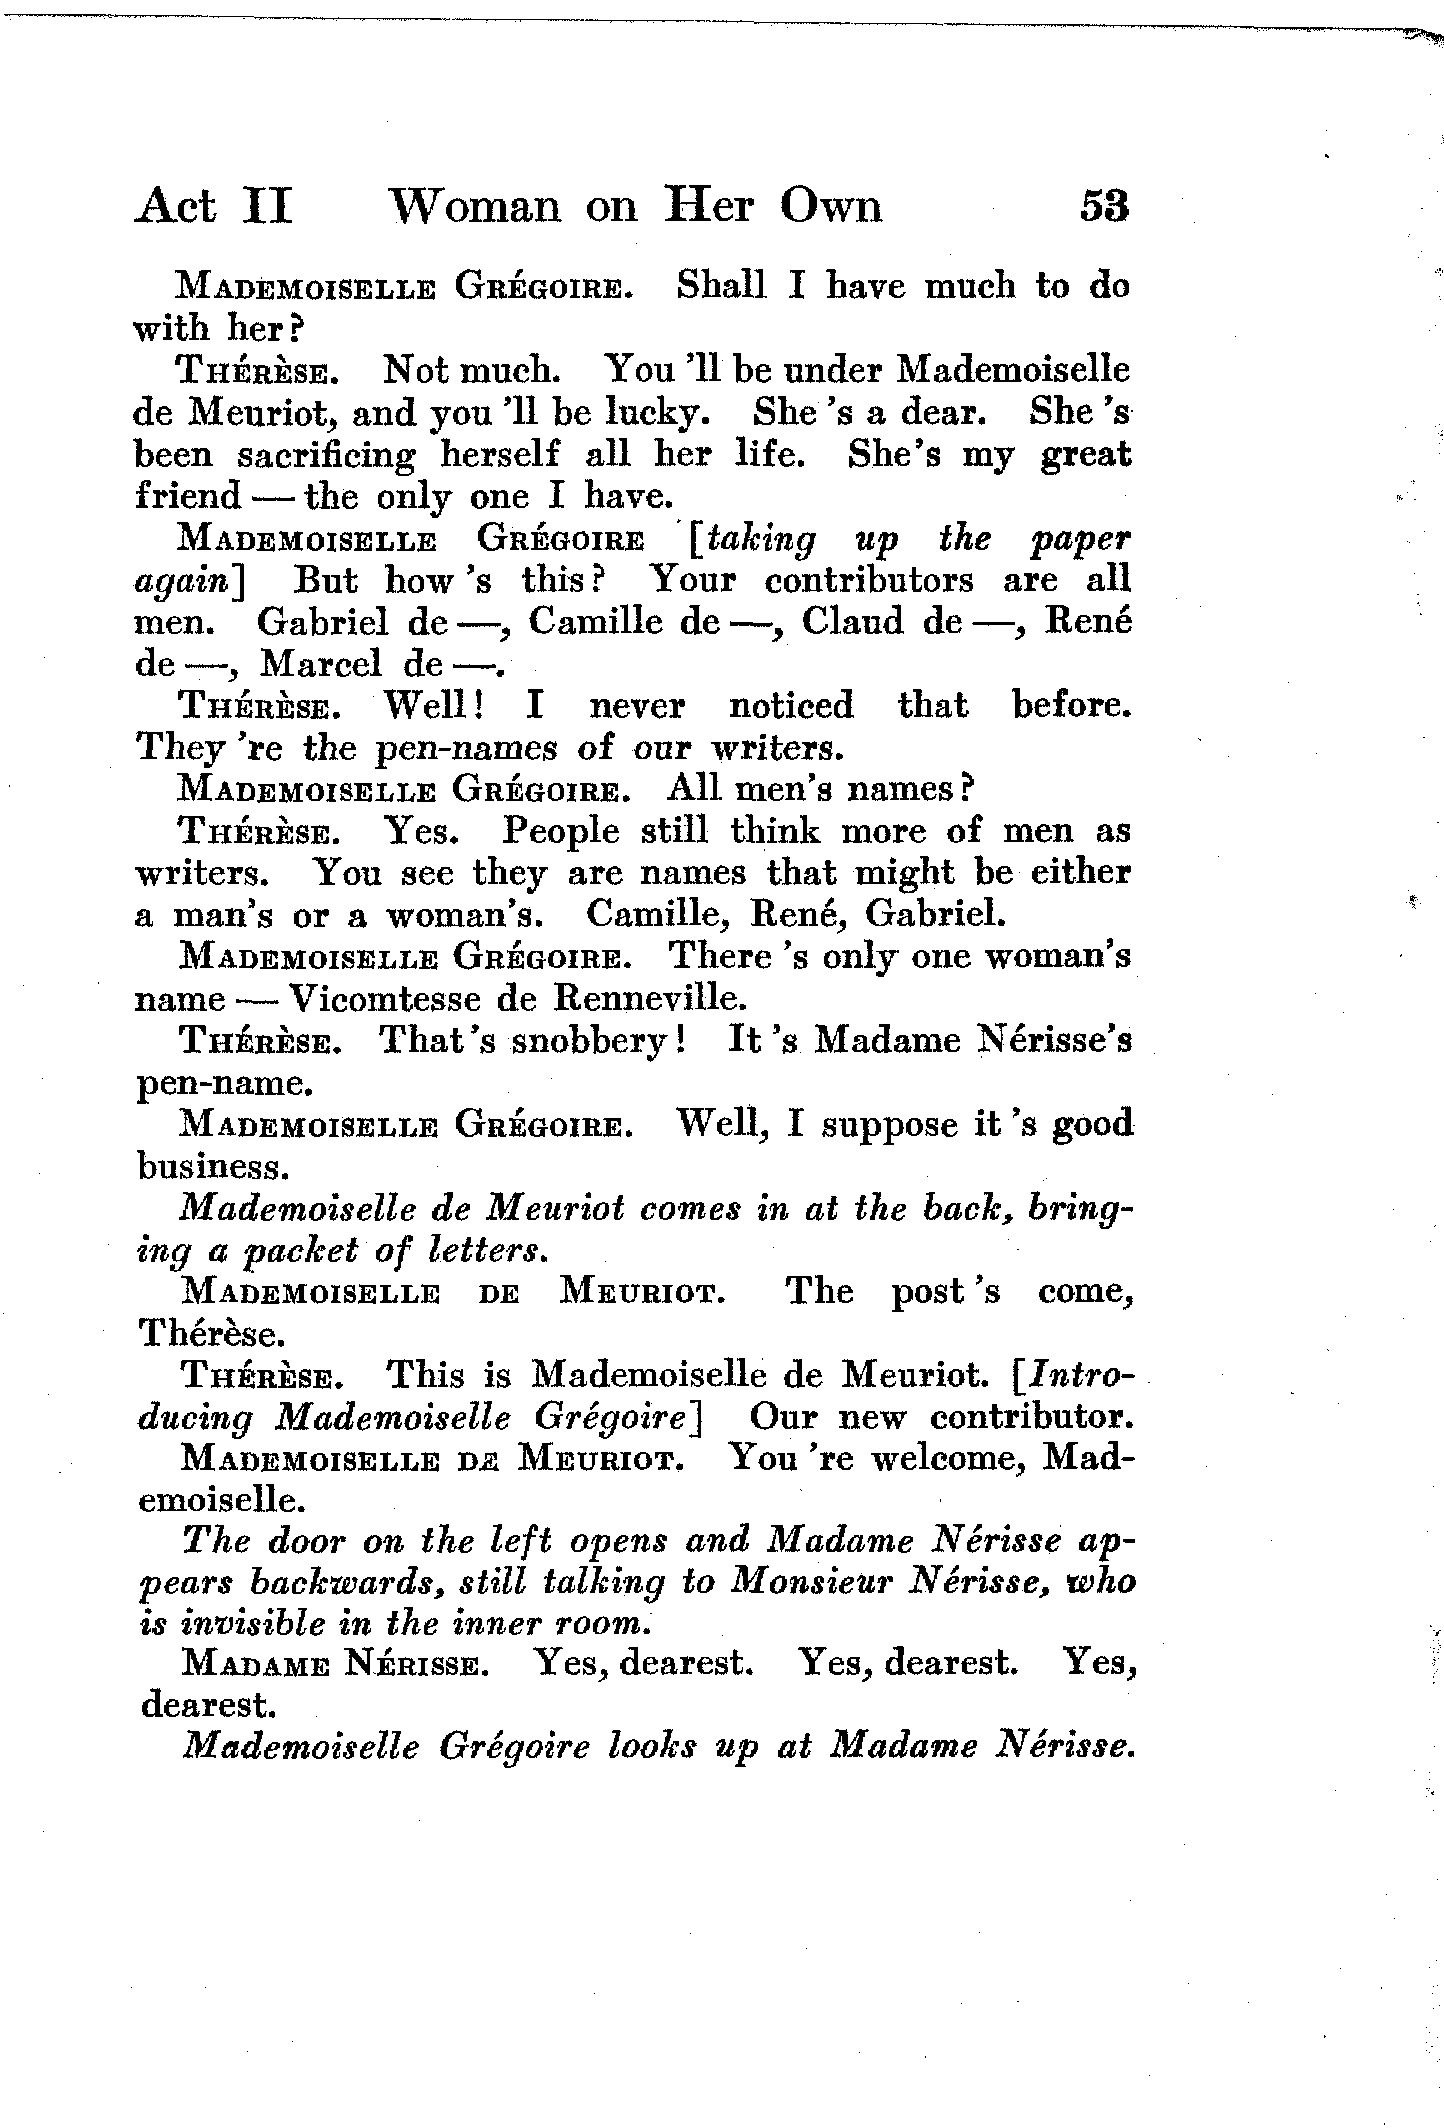 Act II Woman on Her Own 53
MADEMOISELLE GRÉGOIRE. Shall I have much to do
with her?
THÉRÈSE. Not much. You 'll be under Mademoiselle
de Meuriot, and you 'll be lucky. She 's a dear. She 's
been sacrificing herself all her life. She's my great
friend — the only one I have.
MADEMOISELLE GRÉGOIRE [taking up the paper
again] But how 's this? Your contributors are all
men. Gabriel de —, Camille de —, Claud de —, René
de —, Marcel de —.
THÉRÈSE. Well! I never noticed that before.
They 're the pen-names of our writers.
MADEMOISELLE GRÉGOIRE. All men's names?
THÉRÈSE. Yes. People still think more of men as
writers. You see they are names that might be either
a man's or a woman's. Camille, René, Gabriel.
MADEMOISELLE GRÉGOIRE. There 's only one woman's
name — Vicomtesse de Renneville.
THÉRÈSE. That 's snobbery! It 's Madame Nérisse's
pen-name.
MADEMOISELLE GRÉGOIRE. Well, I suppose it 's good
business.
Mademoiselle de Meuriot comes in at the back, bring-
ing a packet of letters.
MADEMOISELLE DE MEURIOT. The post 's come,
Thérèse.
THÉRÈSE. This is Mademoiselle de Meuriot. [Intro-
ducing Mademoiselle Grégoire] Our new contributor.
MADEMOISELLE DE MEURIOT. You 're welcome, Mad-
emoiselle.
The door on the left opens and Madame Nérisse ap-
pears backwards, still talking to Monsieur Nérisse, who
is invisible in the inner room.
MADAME NÉRISSE. Yes, dearest. Yes, dearest. Yes,
dearest.
Mademoiselle Grégoire looks up at Madame Nérisse.